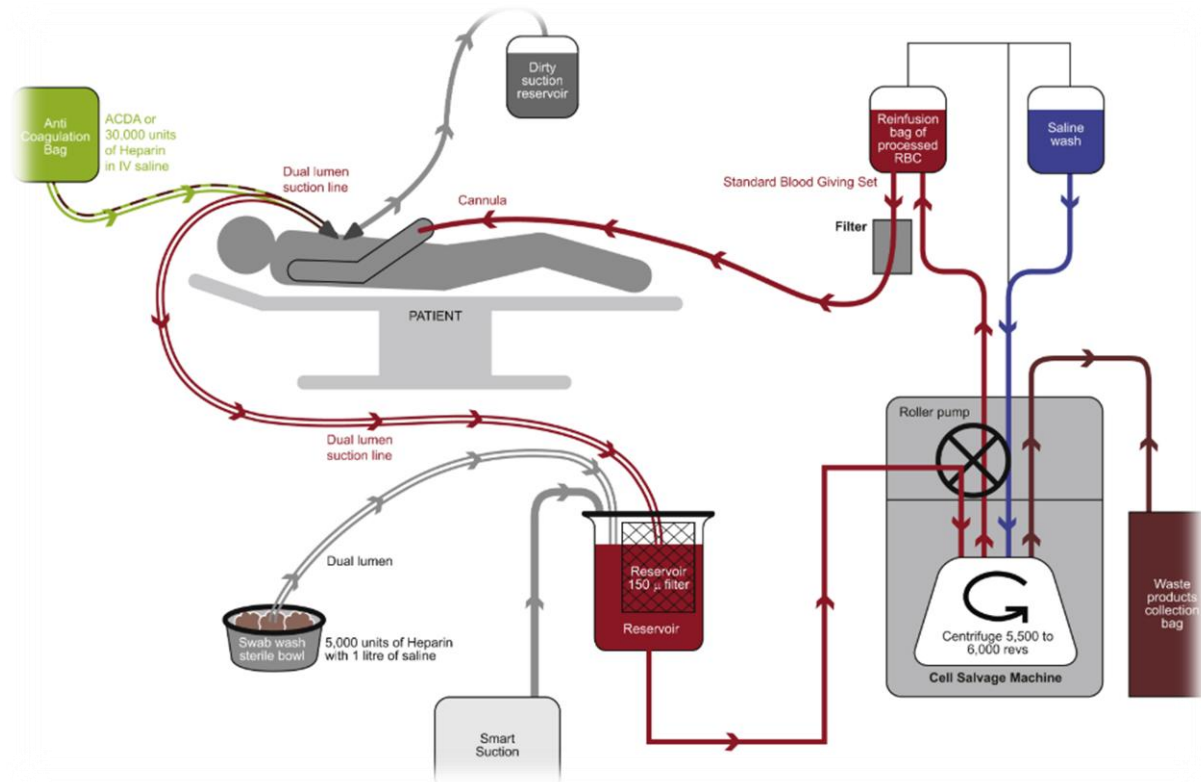 Dirty
suction
reservoir
Anti
Coagulation
Bag
ACDA or
30,000 units
of Heparin
in IV saline
Dual lumen
suction line
Cannula
Reinfusion
bag of
processed
RBC
Saline
wash
Standard Blood Giving Set
Filter
PATIENT
Roller pump
Dual lumen
suction line
Dual lumen
Reservoir
150 μ filter
Reservoir
Swab wash
sterile bowl
5,000 units of Heparin
with 1 litre of saline
Smart
Suction
Centrifuge 5,500 to
6,000 revs
Cell Salvage Machine
Waste
products
collection
bag